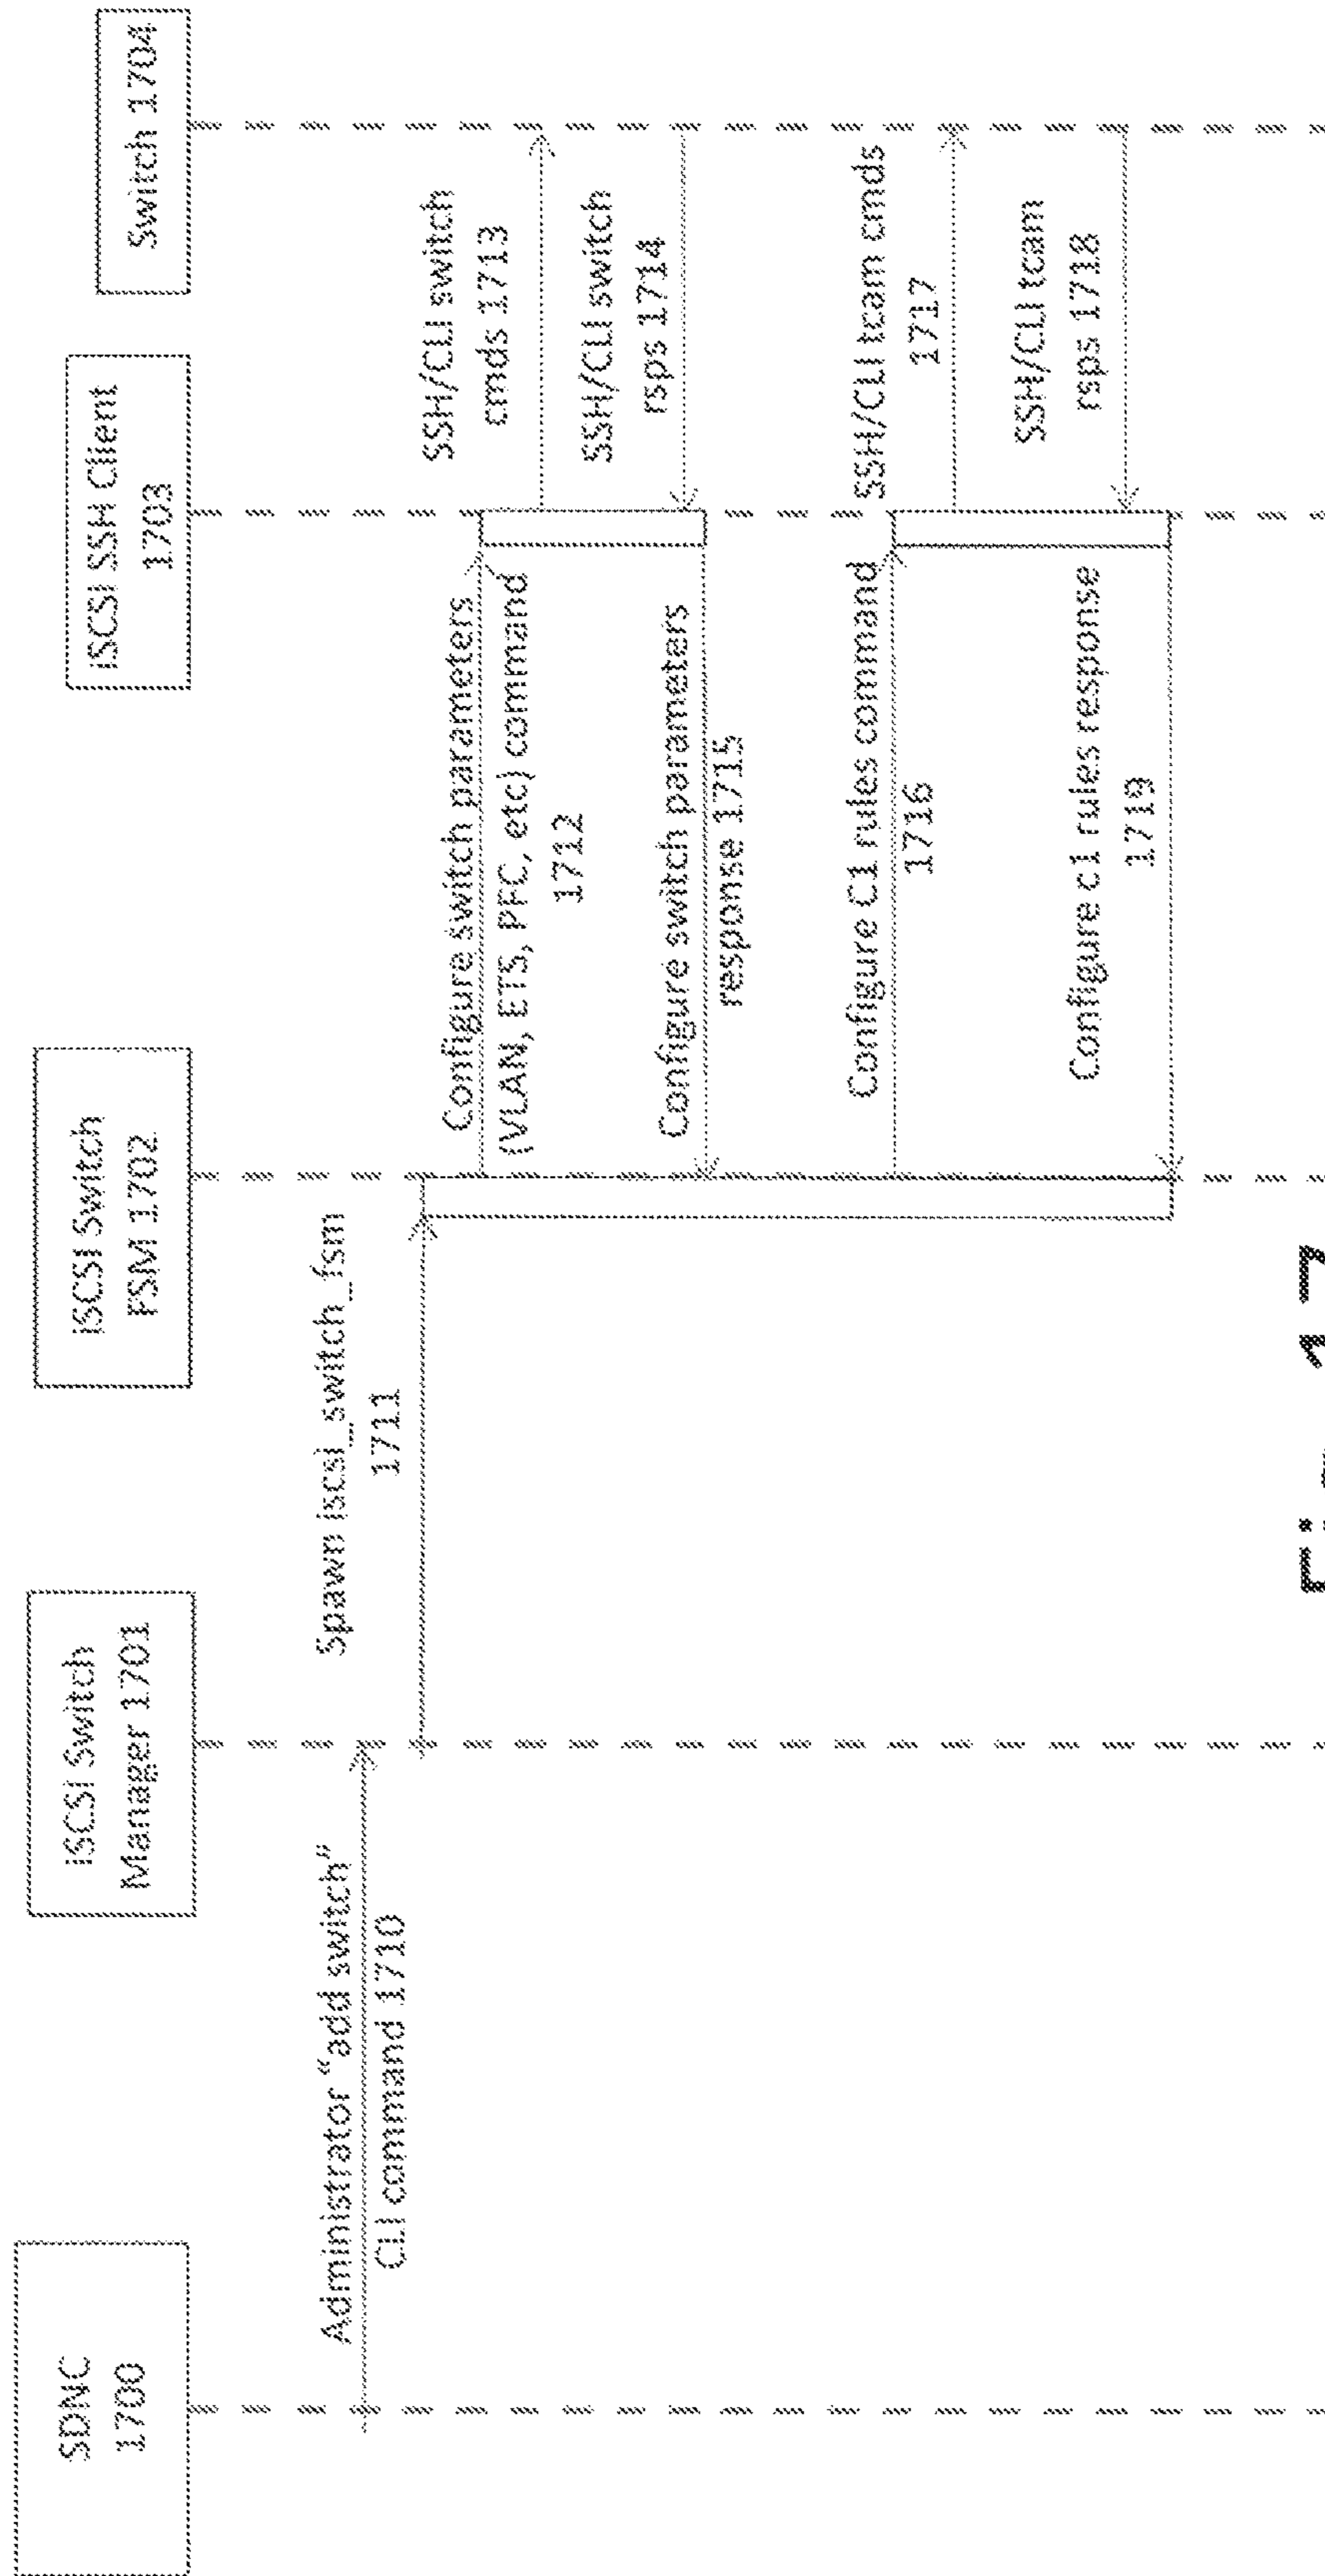 SDNC
1700
iSCSI Switch
Manager 1701
iSCSI Switch
FSM 1702
iSCSI SSH Client
1703
Switch 1704
Administrator "add switch"
CLI command 1710
Spawn iscsi_switch_fsm
1711
Configure switch parameters
(VLAN, ETS, PFC, etc) command
1712
SSH/CLI switch
cmds 1713
SSH/CLI switch
rsps 1714
Configure switch parameters
response 1715
Configure C1 rules command
1716
SSH/CLI tcam cmds
1717
SSH/CLI tcam
rsps 1718
Configure c1 rules response
1719
Fig. 17